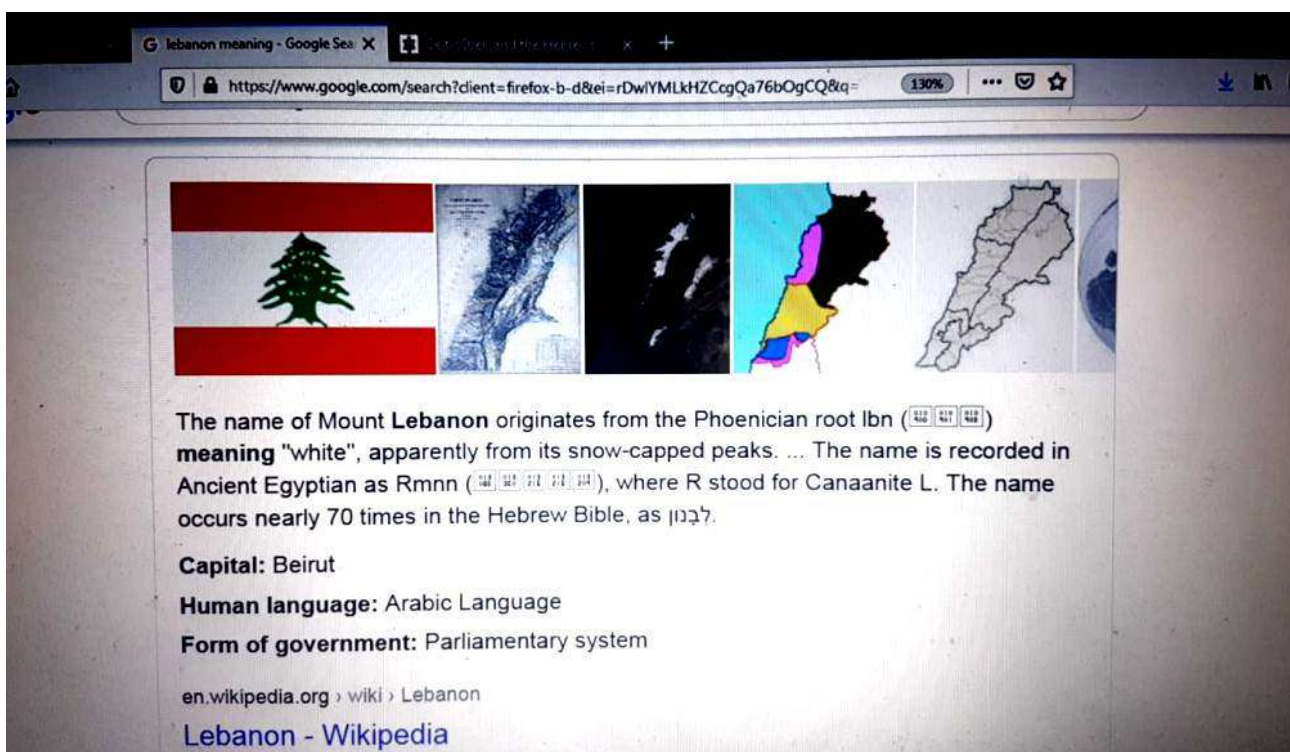 lebanon meaning - Google Sea
https://www.google.com/search?client=firefox-b-d&ei=rDwlYMLkHZCcgQa76bOgCQ&q=
130%
The name of Mount Lebanon originates from the Phoenician root lbn ( )
meaning "white", apparently from its snow-capped peaks. ... The name is recorded in
Ancient Egyptian as Rmnn ( ), where R stood for Canaanite L. The name
occurs nearly 70 times in the Hebrew Bible, as לְבָנוֹן.
Capital: Beirut
Human language: Arabic Language
Form of government: Parliamentary system
en.wikipedia.org › wiki › Lebanon
Lebanon - Wikipedia